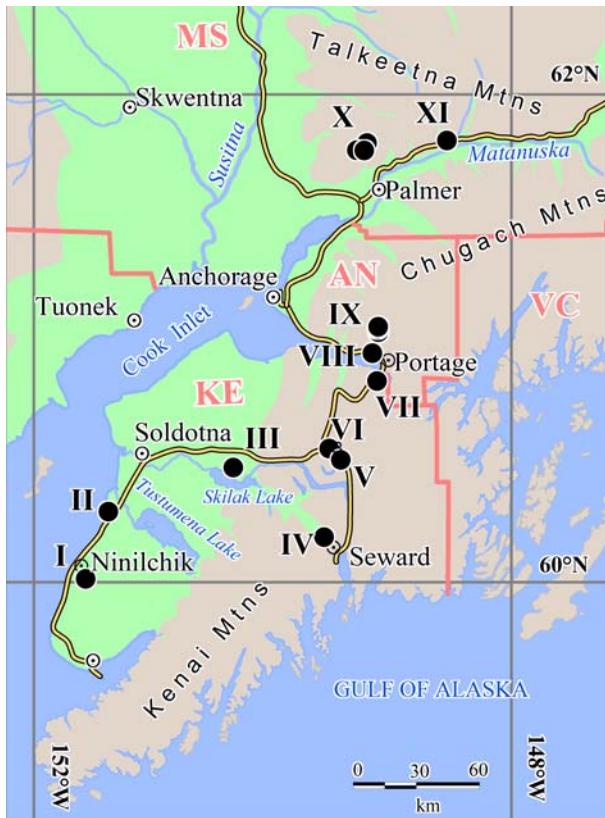 MS
Talkeetna Mtns
62°N
Skwentna
X
XI
Susitna
Matanuska
Palmer
Chugach Mtns
Anchorage
AN
Tuonek
IX
VC
Cook Inlet
VIII
Portage
KE
VII
Soldotna
III
VI
V
Skilak Lake
II
Tustumena Lake
IV
Seward
I
Ninilchik
60°N
Kenai Mtns
GULF OF ALASKA
152°W
148°W
0 30 60
km